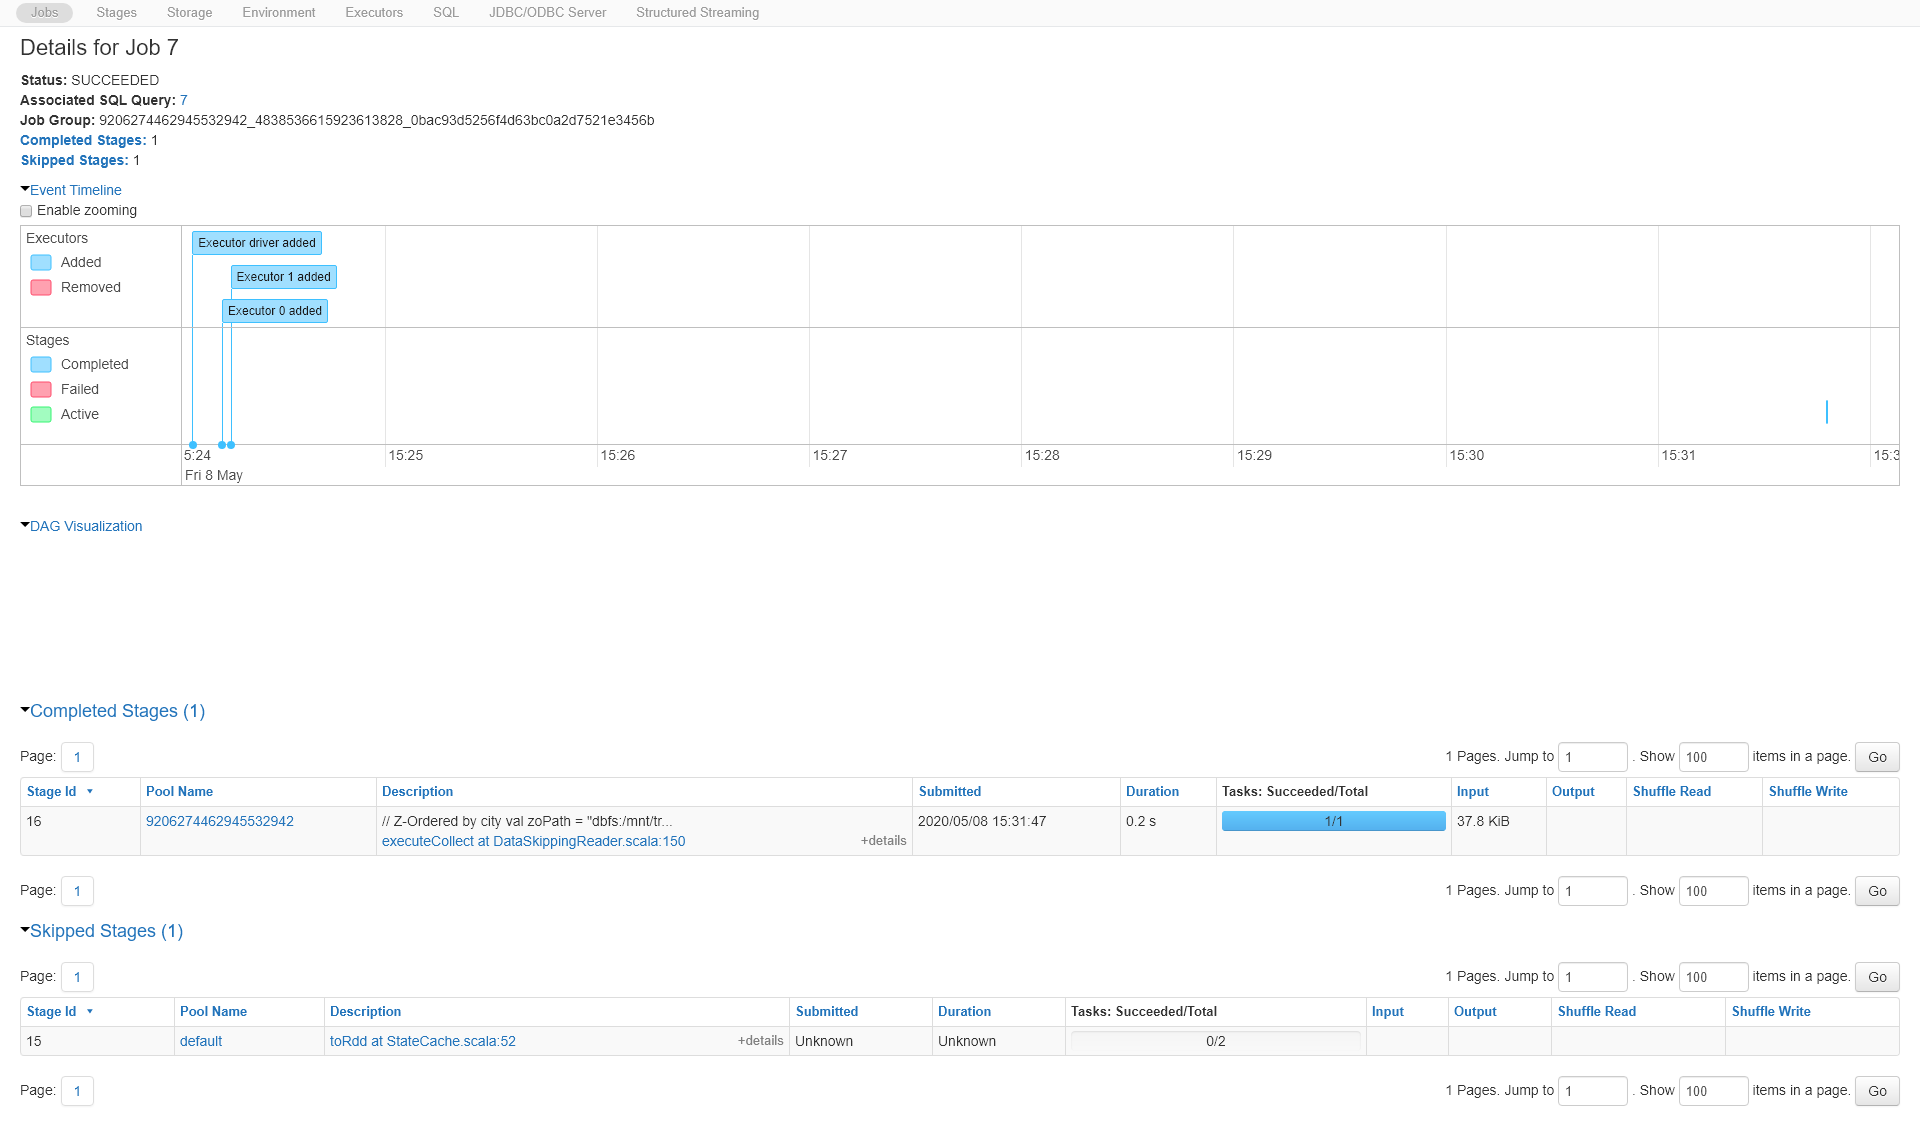 Jobs Stages Storage Environment Executors SQL JDBC/ODBC Server Structured Streaming
Details for Job 7
Status: SUCCEEDED
Associated SQL Query: 7
Job Group: 9206274462945532942_4838536615923613828_0bac93d5256f4d63bc0a2d7521e3456b
Completed Stages: 1
Skipped Stages: 1
Event Timeline
Enable zooming
Executors
Added
Removed
Executor driver added
Executor 1 added
Executor 0 added
Stages
Completed
Failed
Active
5:24 15:25 15:26 15:27 15:28 15:29 15:30 15:31 15:3
Fri 8 May
DAG Visualization
Completed Stages (1)
Page: 1 1 Pages. Jump to 1 . Show 100 items in a page. Go
Stage Id Pool Name Description Submitted Duration Tasks: Succeeded/Total Input Output Shuffle Read Shuffle Write
16 9206274462945532942 // Z-Ordered by city val zoPath = "dbfs:/mnt/tr... 2020/05/08 15:31:47 0.2 s 1/1 37.8 KiB
executeCollect at DataSkippingReader.scala:150 +details
Page: 1 1 Pages. Jump to 1 . Show 100 items in a page. Go
Skipped Stages (1)
Page: 1 1 Pages. Jump to 1 . Show 100 items in a page. Go
Stage Id Pool Name Description Submitted Duration Tasks: Succeeded/Total Input Output Shuffle Read Shuffle Write
15 default toRdd at StateCache.scala:52 +details Unknown Unknown 0/2
Page: 1 1 Pages. Jump to 1 . Show 100 items in a page. Go